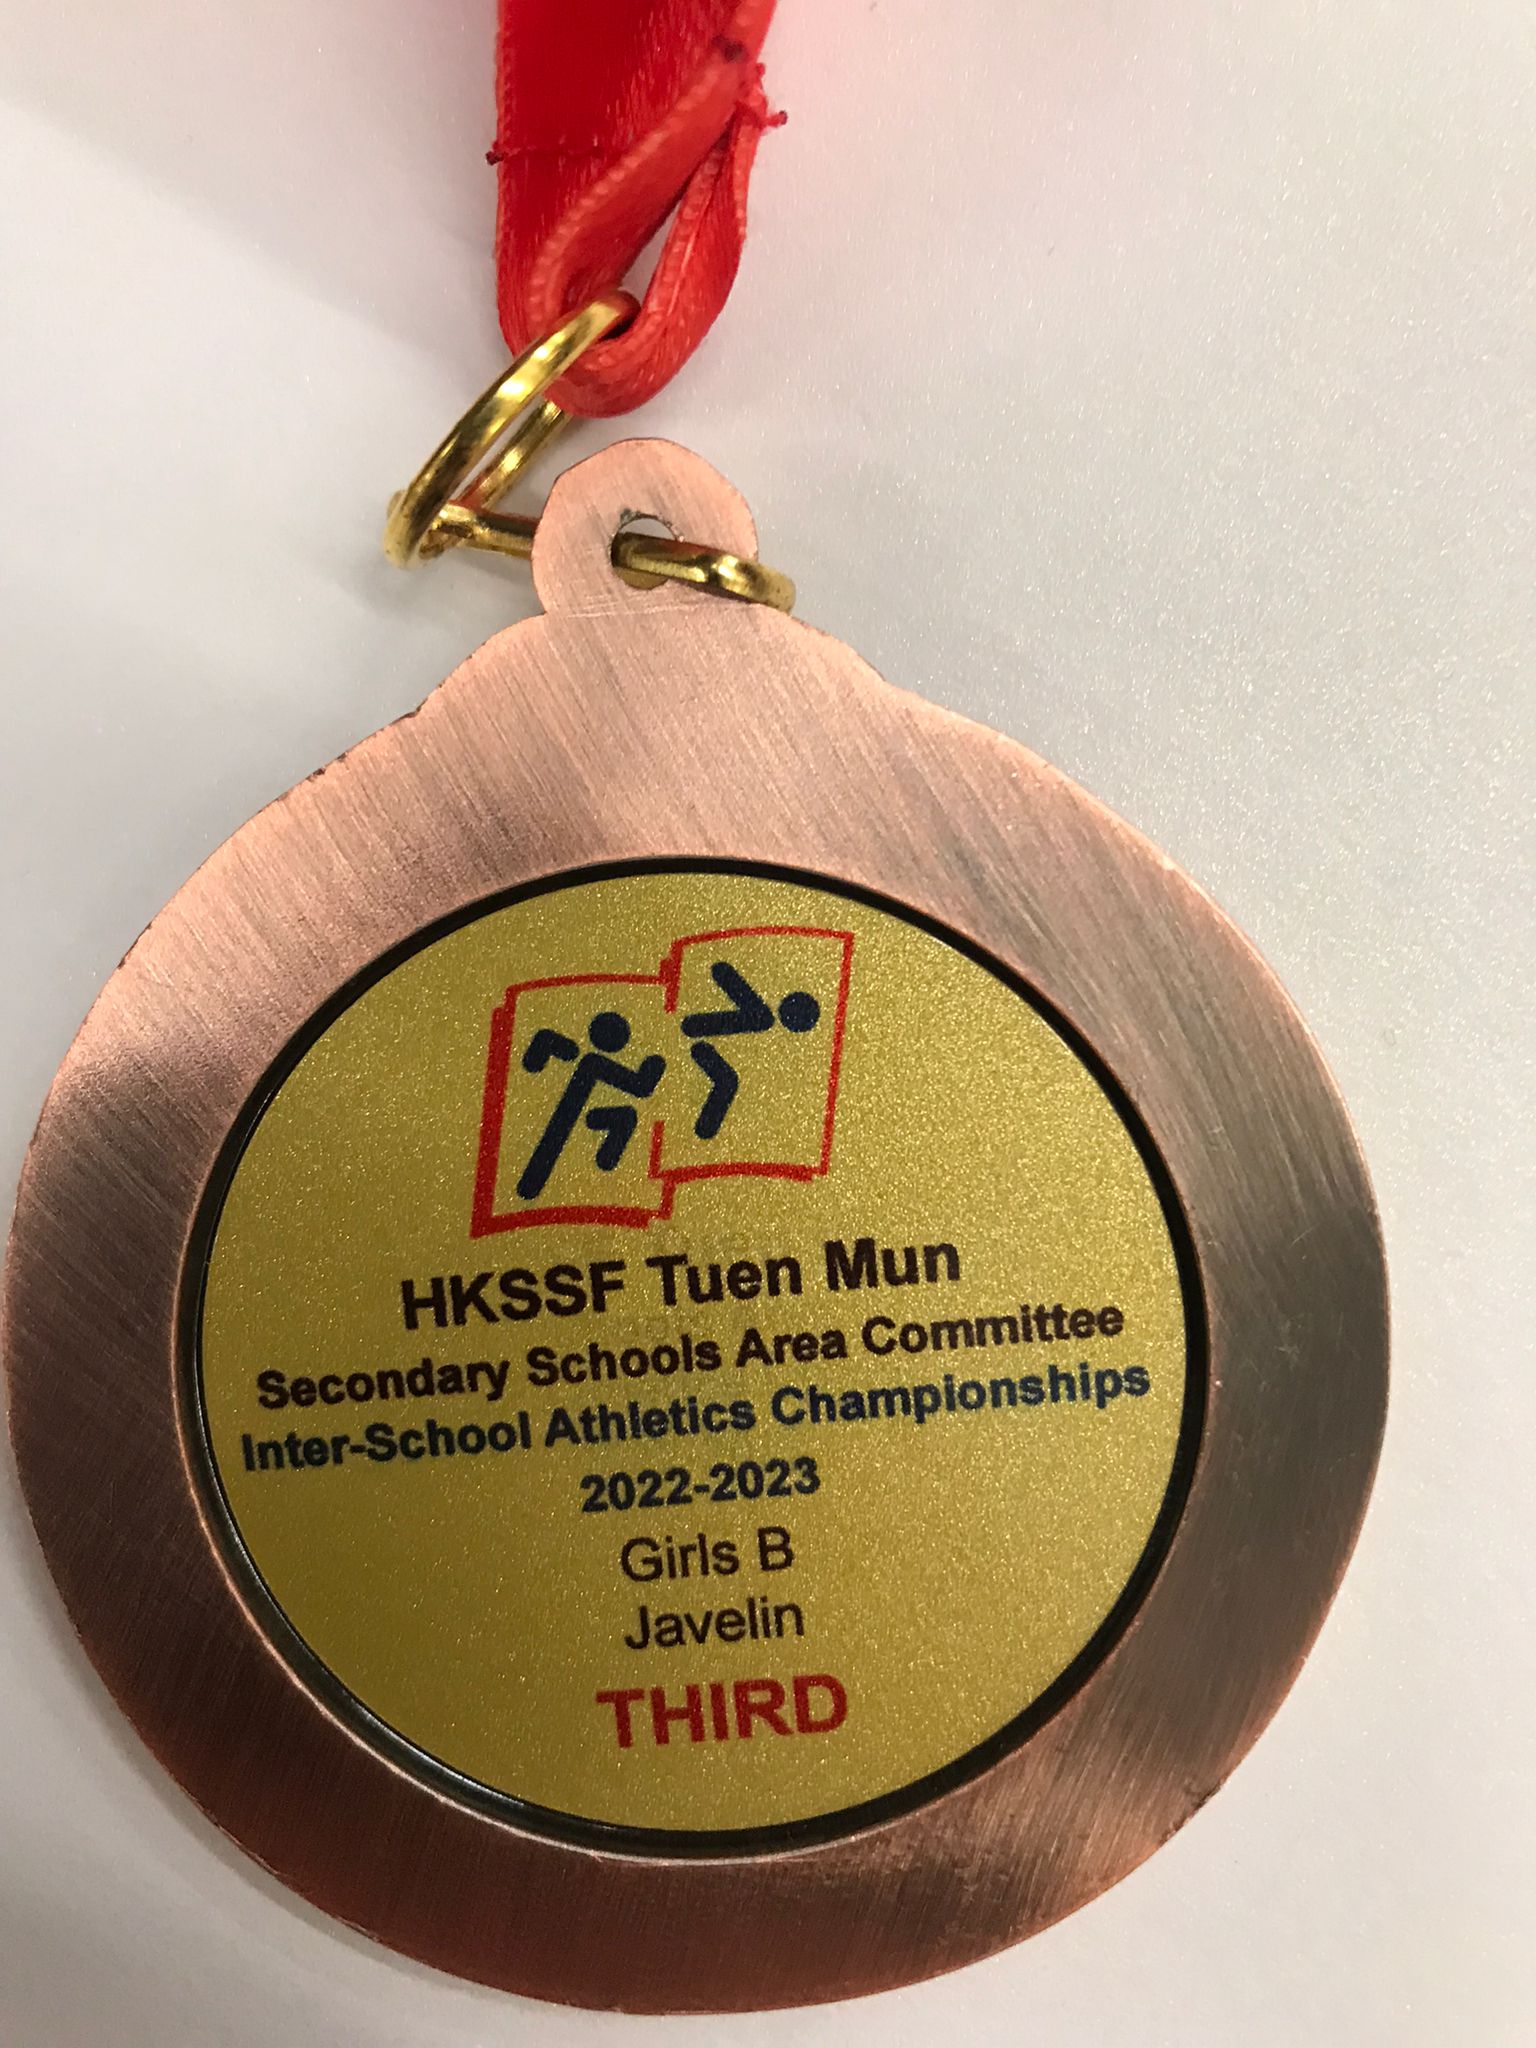 HKSSF Tuen Mun
Secondary Schools Area Committee
Inter-School Athletics Championships
2022-2023
Girls B
Javelin
THIRD